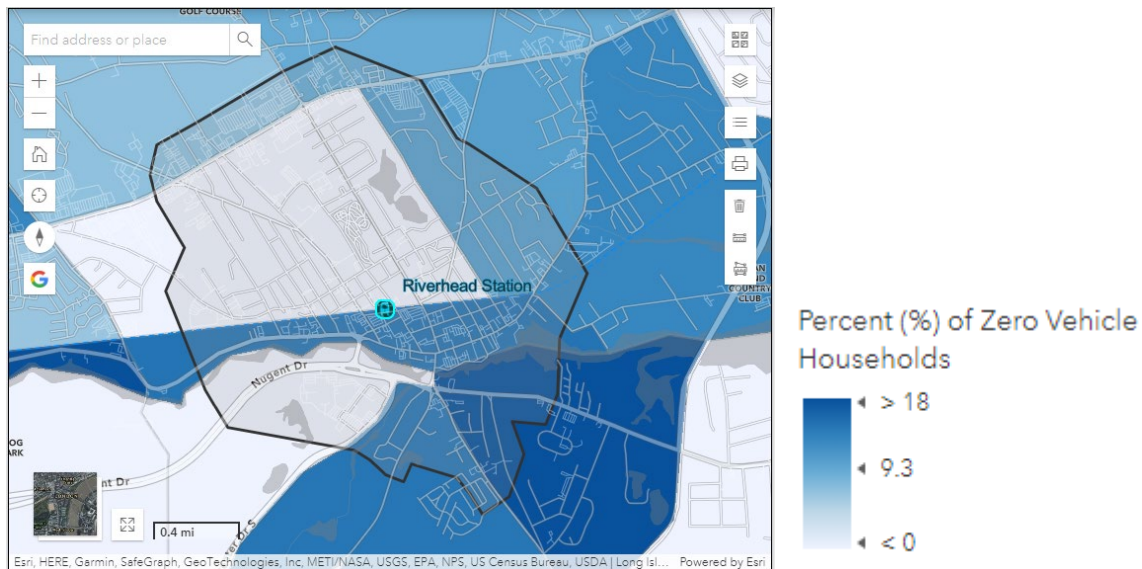 GOLF COURSE
Find address or place
Riverhead Station
COUNTRY
CLUB
Nugent Dr
nt Dr
0.4 mi
Esri, HERE, Garmin, SafeGraph, GeoTechnologies, Inc, METI/NASA, USGS, EPA, NPS, US Census Bureau, USDA | Long Isl... Powered by Esri
Percent (%) of Zero Vehicle
Households
> 18
9.3
< 0